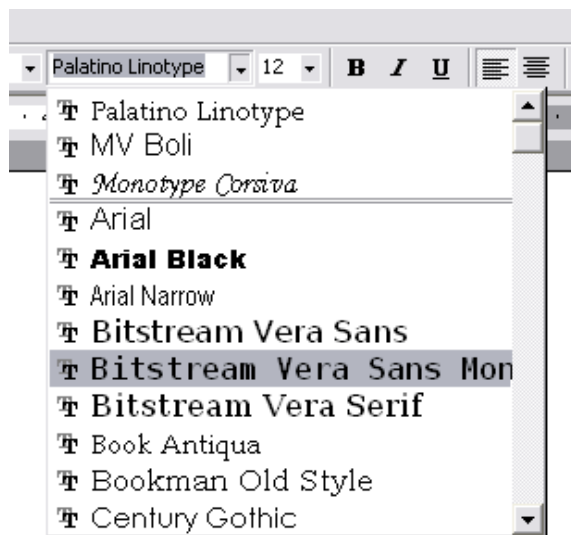 Palatino Linotype 12 B I U
Palatino Linotype
MV Boli
Monotype Corsiva
Arial
Arial Black
Arial Narrow
Bitstream Vera Sans
Bitstream Vera Sans Mon
Bitstream Vera Serif
Book Antiqua
Bookman Old Style
Century Gothic